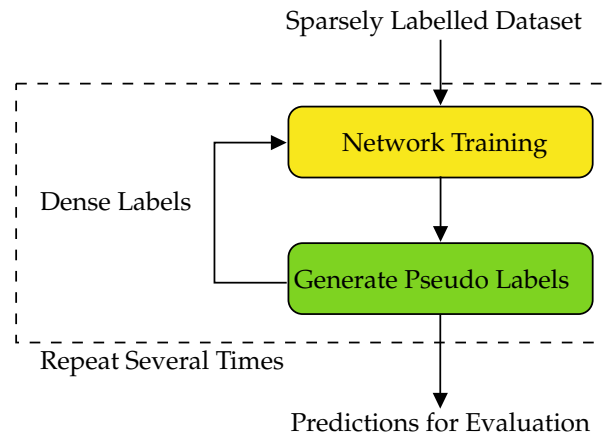 Sparsely Labelled Dataset
Network Training
Dense Labels
Generate Pseudo Labels
Repeat Several Times
Predictions for Evaluation